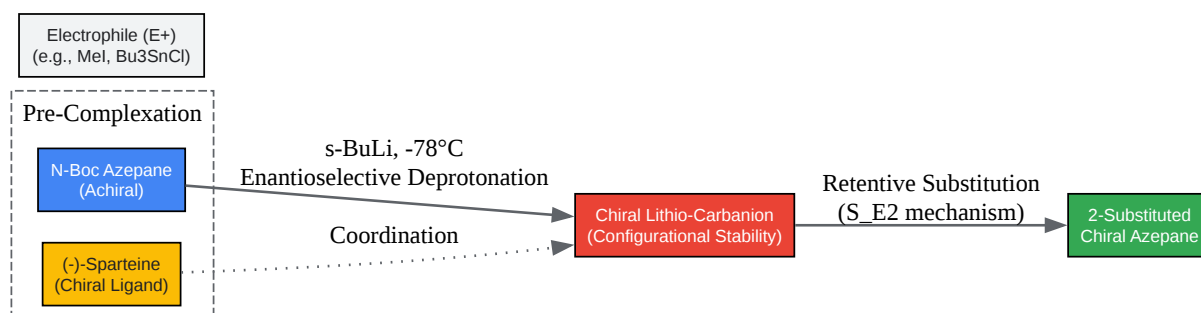 Electrophile (E+)
(e.g., MeI, Bu3SnCl)
Pre-Complexation
N-Boc Azepane
(Achiral)
(-)-Sparteine
(Chiral Ligand)
s-BuLi, -78°C
Enantioselective Deprotonation
Coordination
Chiral Lithio-Carbanion
(Configurational Stability)
Retentive Substitution
(S_E2 mechanism)
2-Substituted
Chiral Azepane